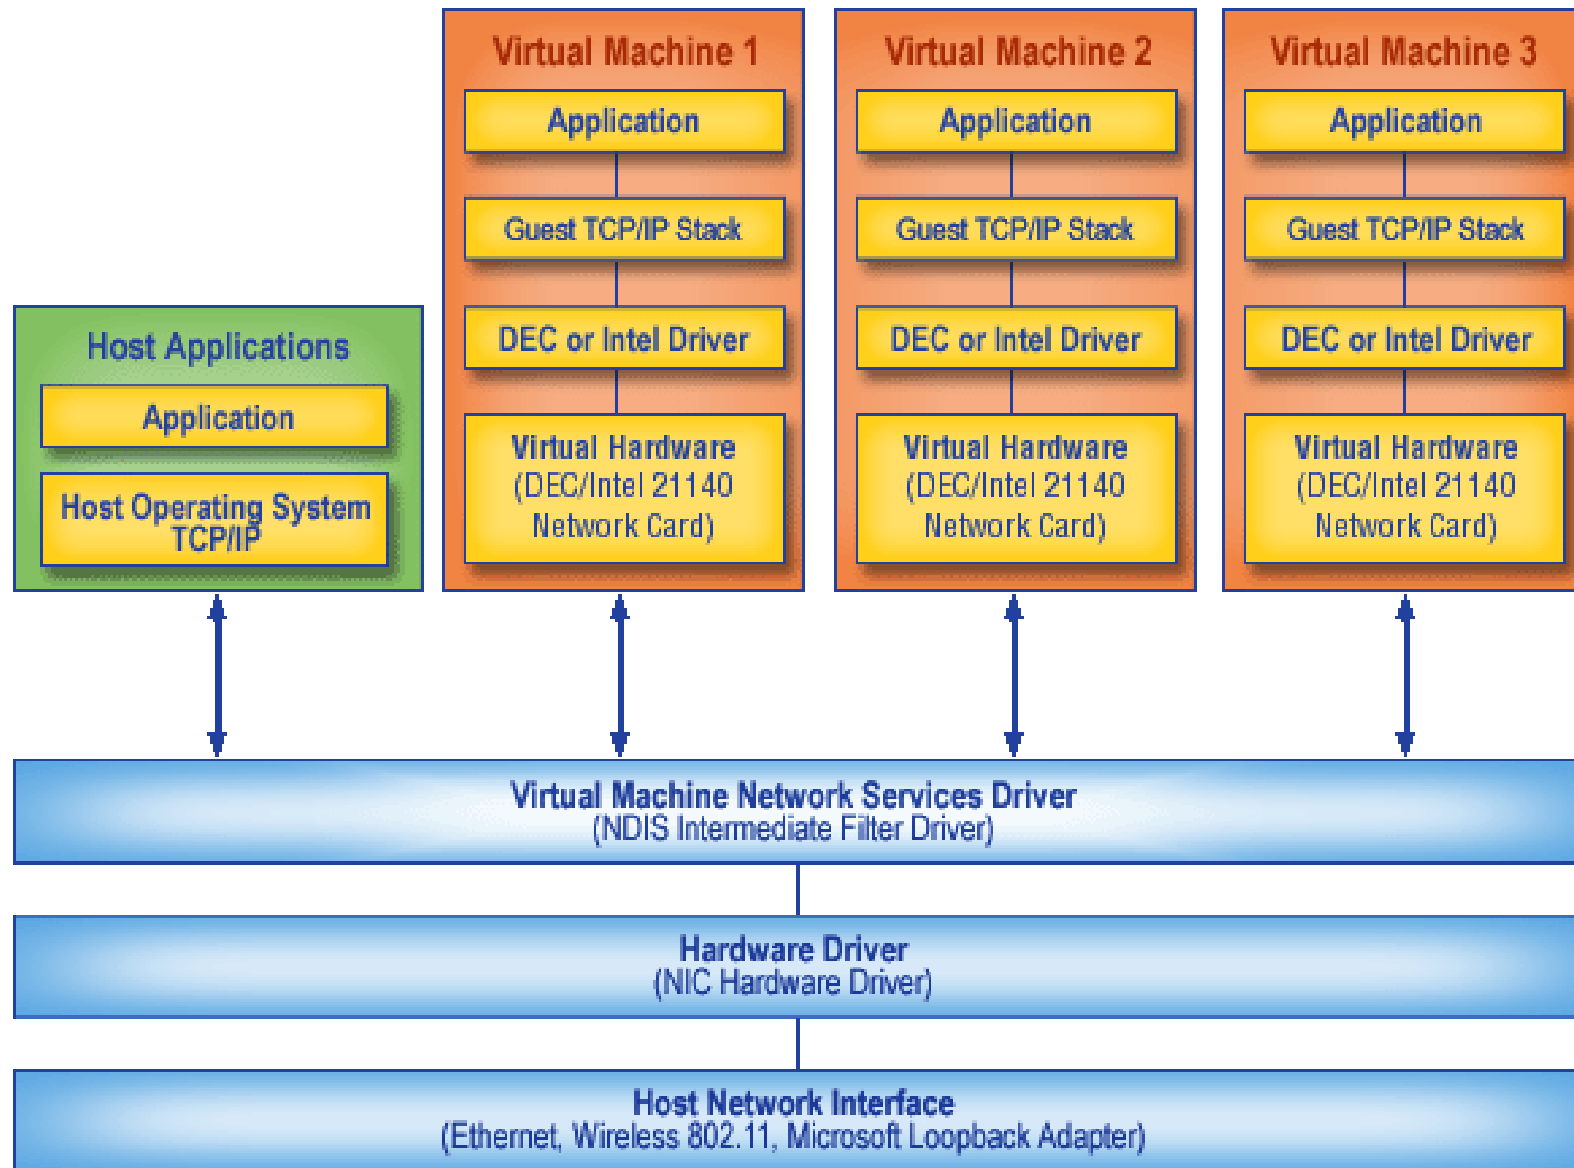 Virtual Machine 1
Application
Guest TCP/IP Stack
DEC or Intel Driver
Virtual Hardware
(DEC/Intel 21140
Network Card)
Virtual Machine 2
Application
Guest TCP/IP Stack
DEC or Intel Driver
Virtual Hardware
(DEC/Intel 21140
Network Card)
Virtual Machine 3
Application
Guest TCP/IP Stack
DEC or Intel Driver
Virtual Hardware
(DEC/Intel 21140
Network Card)
Host Applications
Application
Host Operating System
TCP/IP
Virtual Machine Network Services Driver
(NDIS Intermediate Filter Driver)
Hardware Driver
(NIC Hardware Driver)
Host Network Interface
(Ethernet, Wireless 802.11, Microsoft Loopback Adapter)